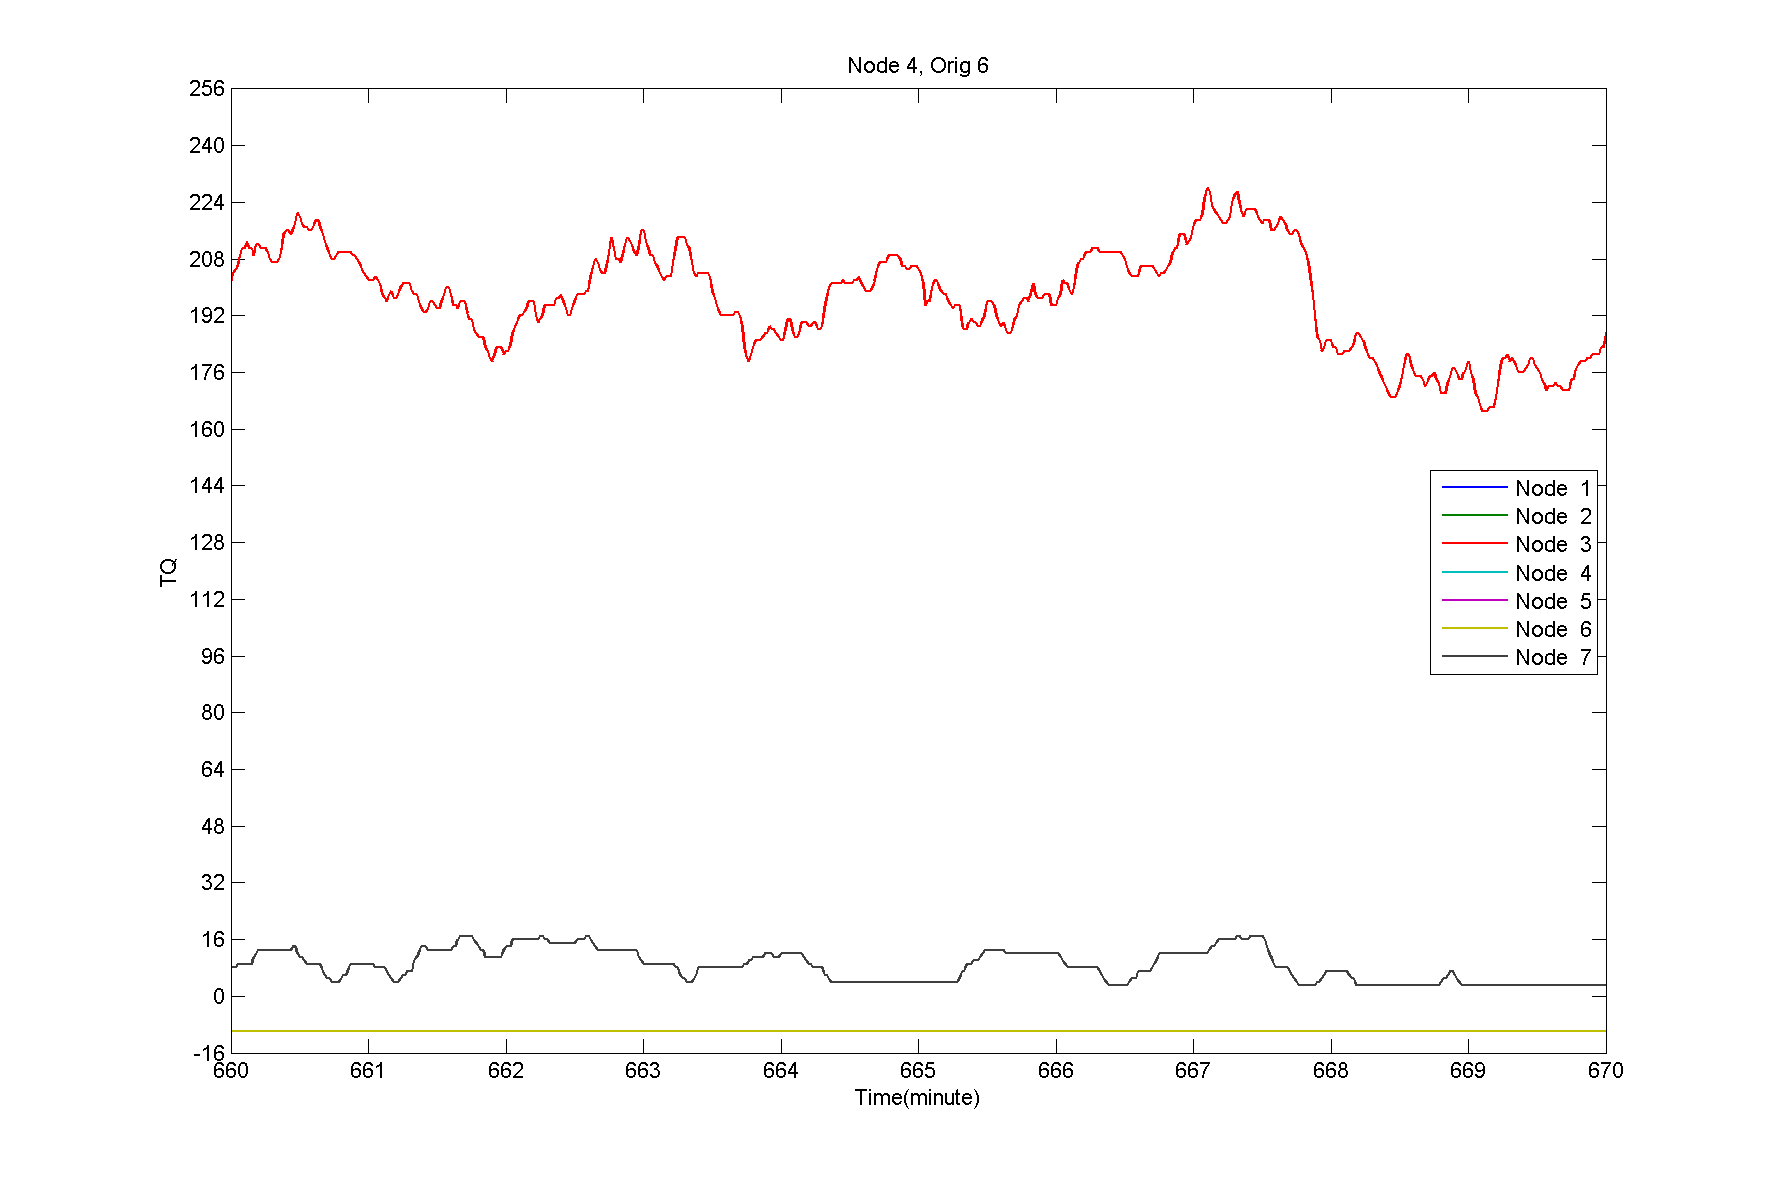 Node 4, Orig 6
256
240
224
208
192
176
160
144
128
112
96
80
64
48
32
16
0
-16
TQ
Node 1
Node 2
Node 3
Node 4
Node 5
Node 6
Node 7
660 661 662 663 664 665 666 667 668 669 670
Time(minute)